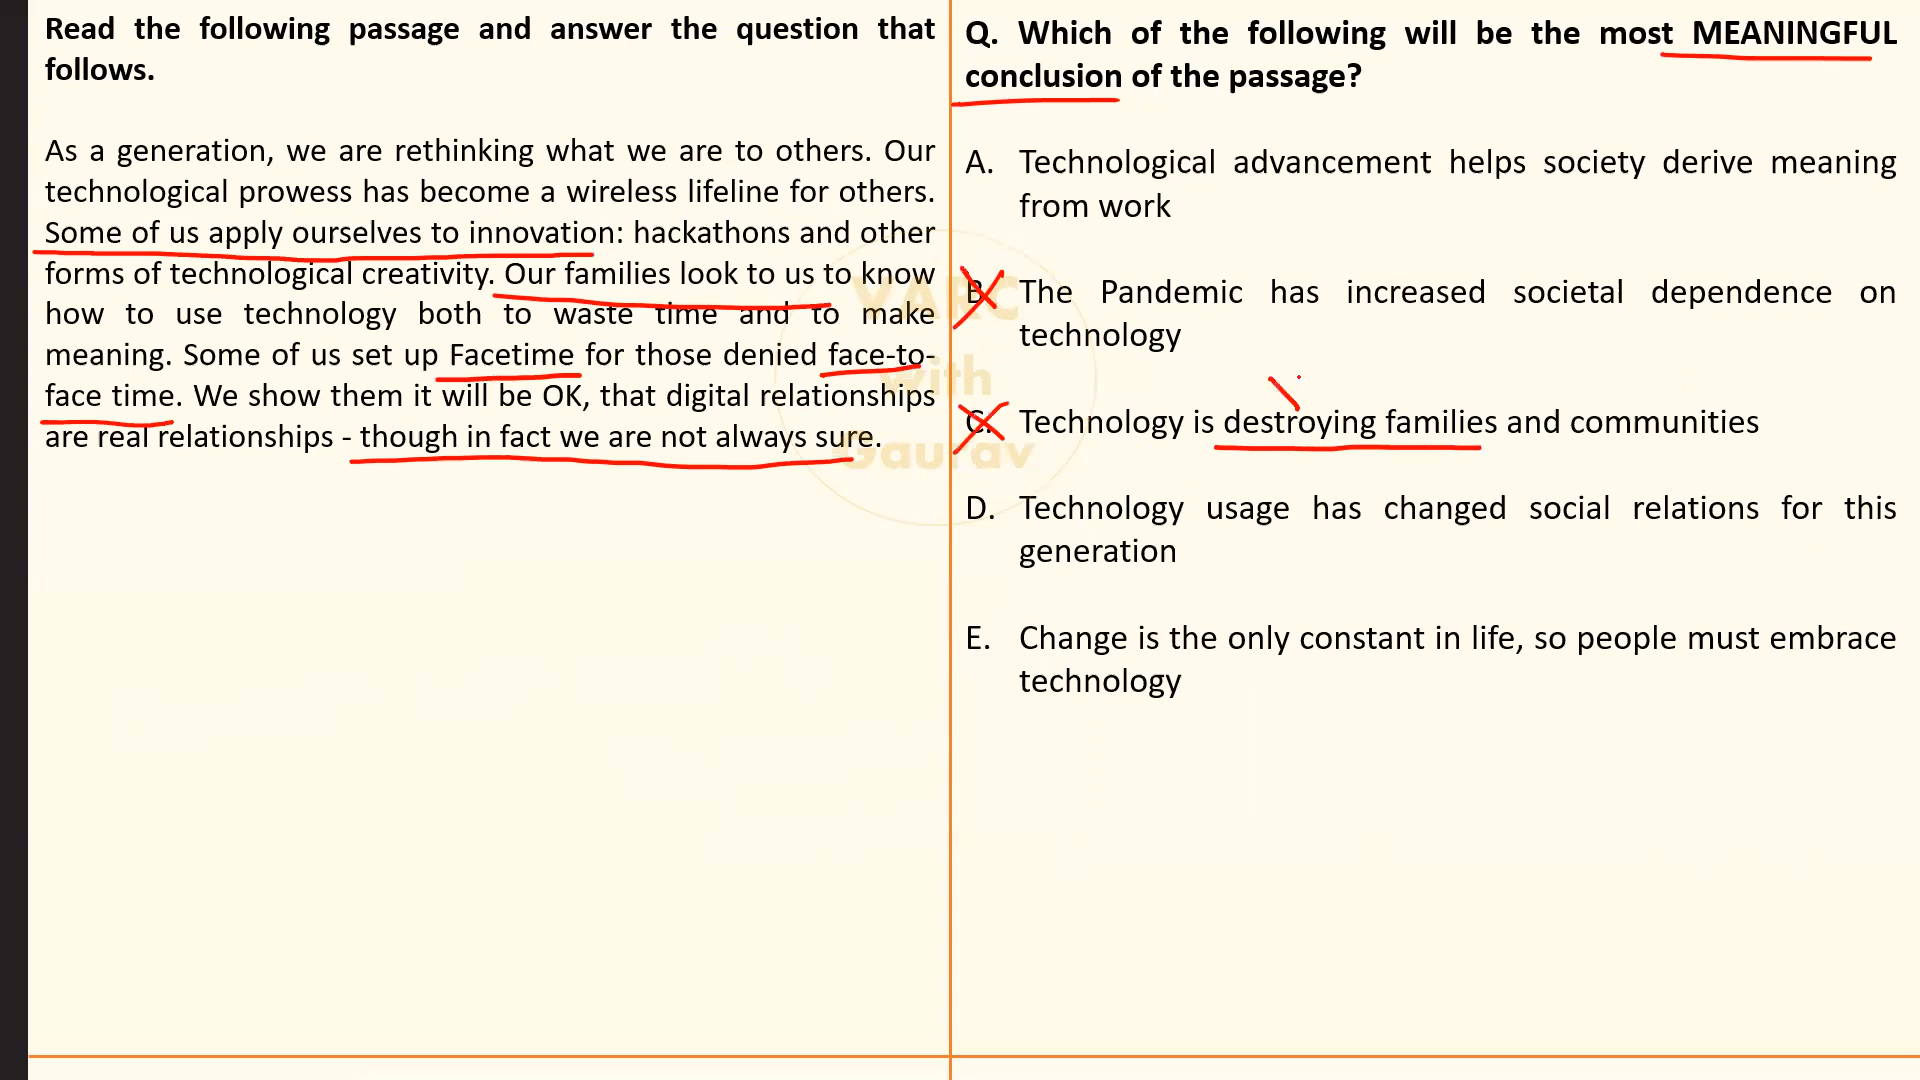 Read the following passage and answer the question that
follows.
As a generation, we are rethinking what we are to others. Our
technological prowess has become a wireless lifeline for others.
Some of us apply ourselves to innovation: hackathons and other
forms of technological creativity. Our families look to us to know
how to use technology both to waste time and to make
meaning. Some of us set up Facetime for those denied face-to-
face time. We show them it will be OK, that digital relationships
are real relationships - though in fact we are not always sure.
VARC
with
Gaurav
Q. Which of the following will be the most MEANINGFUL
conclusion of the passage?
A. Technological advancement helps society derive meaning
from work
B. The Pandemic has increased societal dependence on
technology
C. Technology is destroying families and communities
D. Technology usage has changed social relations for this
generation
E. Change is the only constant in life, so people must embrace
technology